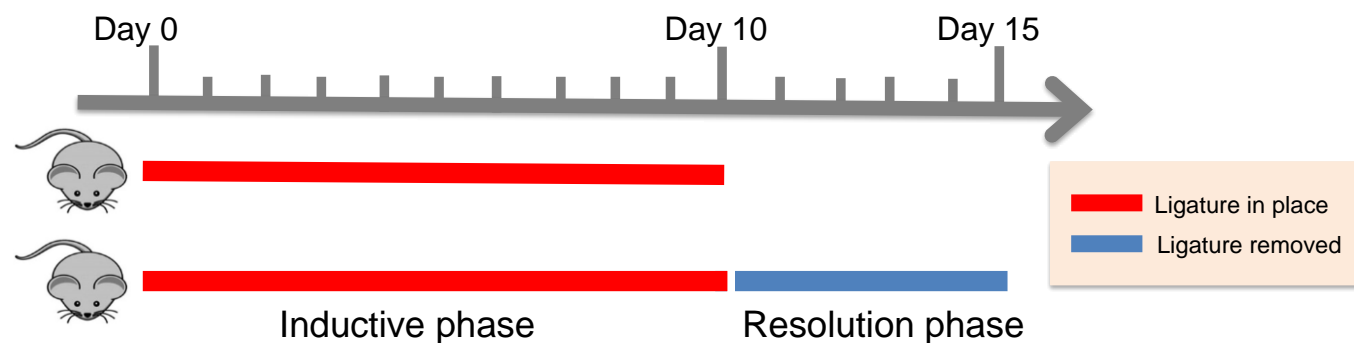 Day 0
Day 10
Day 15
Ligature in place
Ligature removed
Inductive phase
Resolution phase